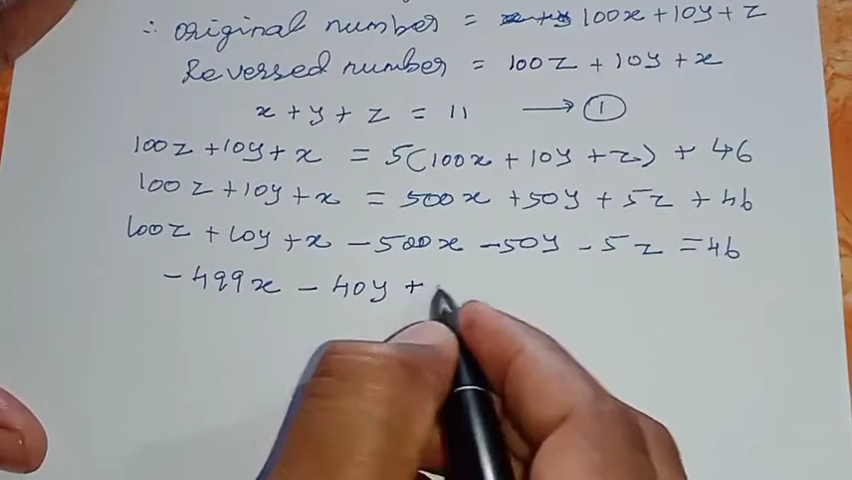 ∴ original number = 100x + 10y + z
Reverssed number = 100z + 10y + x
x + y + z = 11 ⟶ ①
100z + 10y + x = 5(100x + 10y + z) + 46
100z + 10y + x = 500x + 50y + 5z + 46
100z + 10y + x - 500x - 50y - 5z = 46
- 499x - 40y +